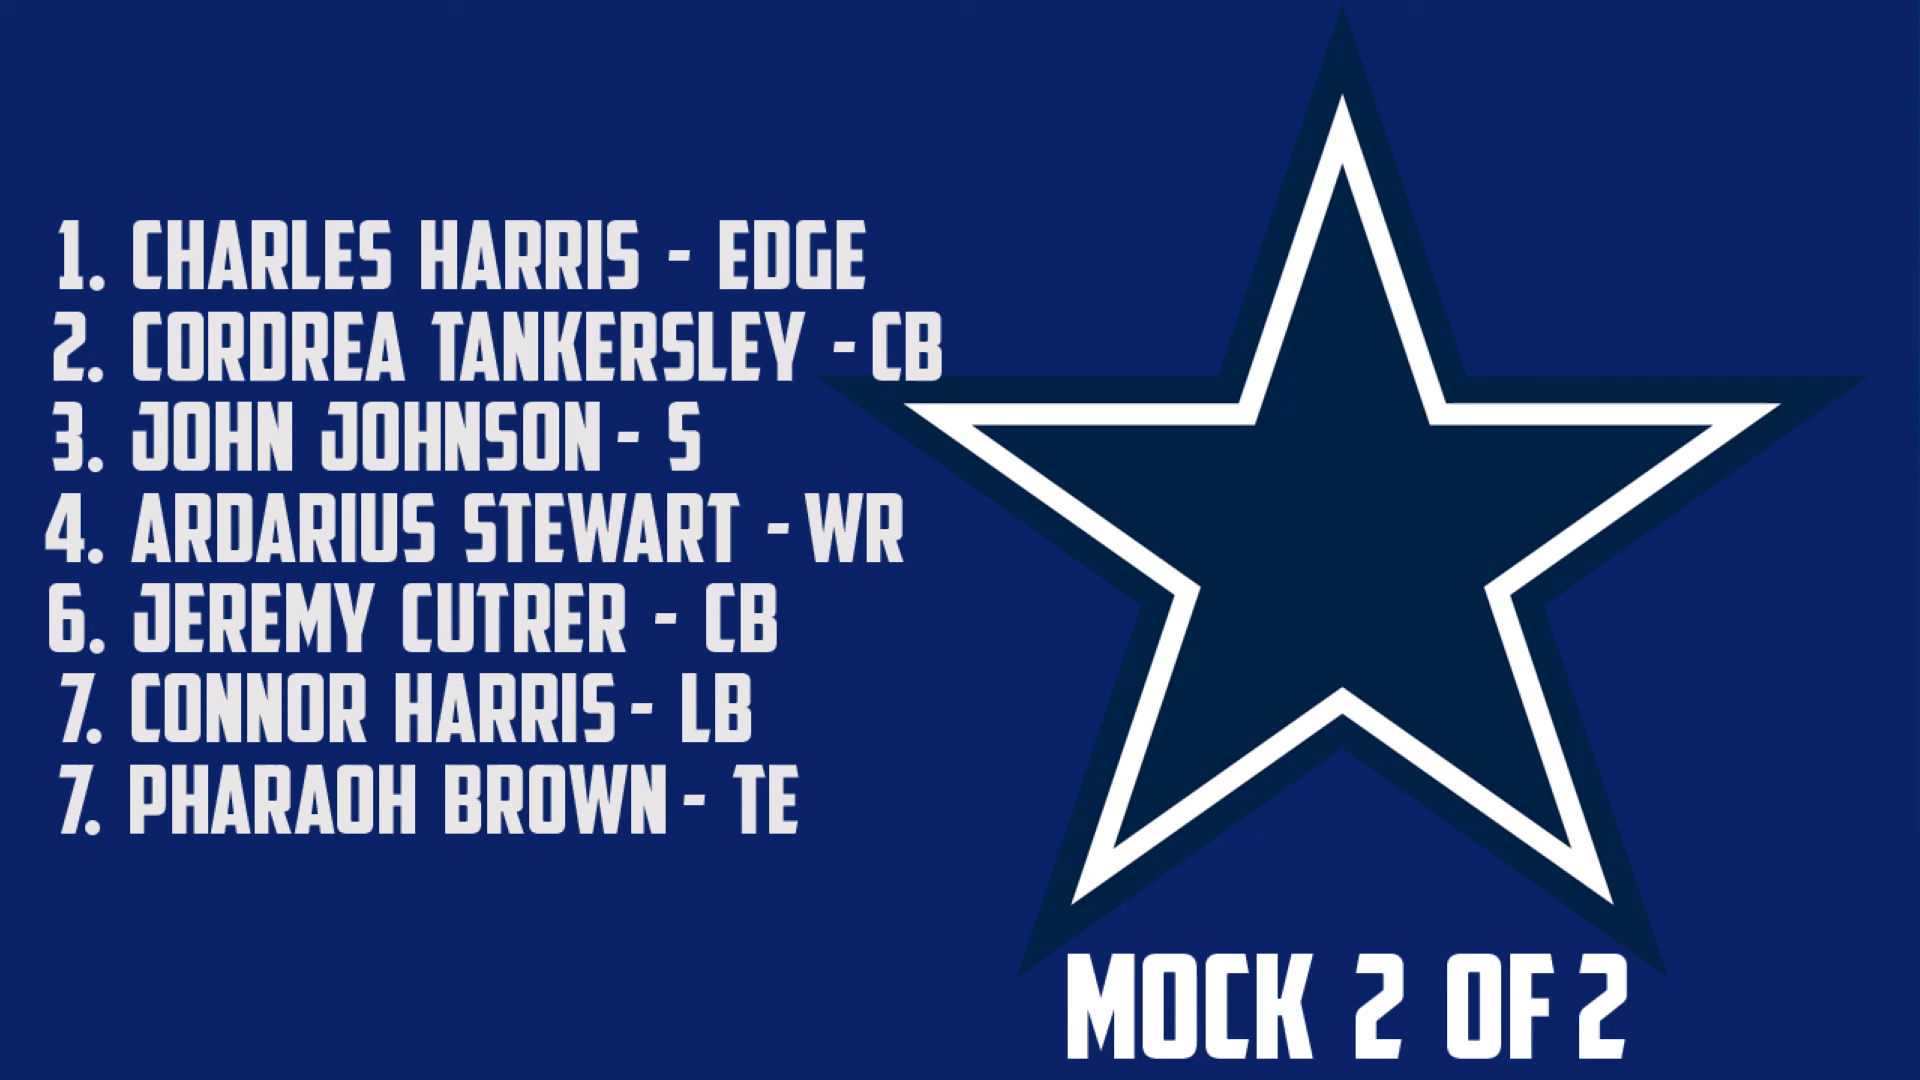 1. CHARLES HARRIS - EDGE
2. CORDREA TANKERSLEY - CB
3. JOHN JOHNSON - S
4. ARDARIUS STEWART - WR
6. JEREMY CUTRER - CB
7. CONNOR HARRIS - LB
7. PHARAOH BROWN - TE
MOCK 2 OF 2